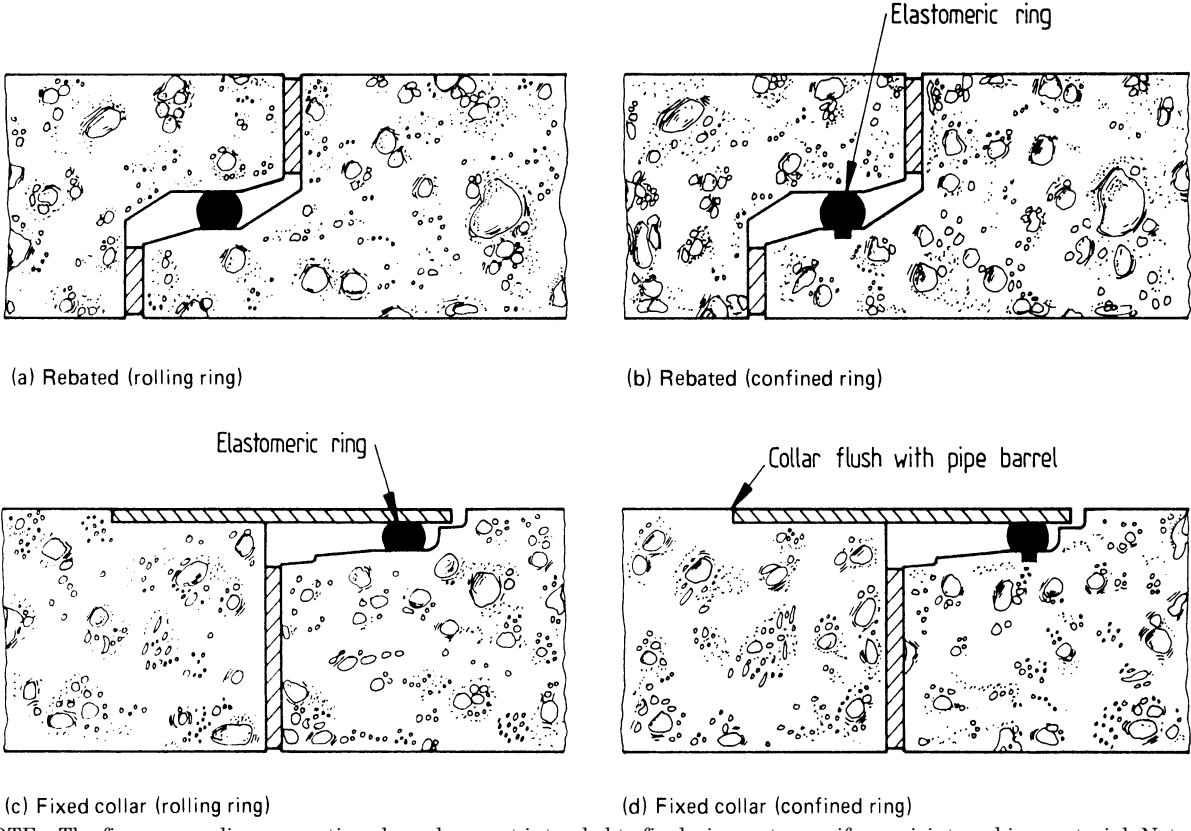 Elastomeric ring
(a) Rebated (rolling ring)
(b) Rebated (confined ring)
Elastomeric ring
Collar flush with pipe barrel
(c) Fixed collar (rolling ring)
(d) Fixed collar (confined ring)